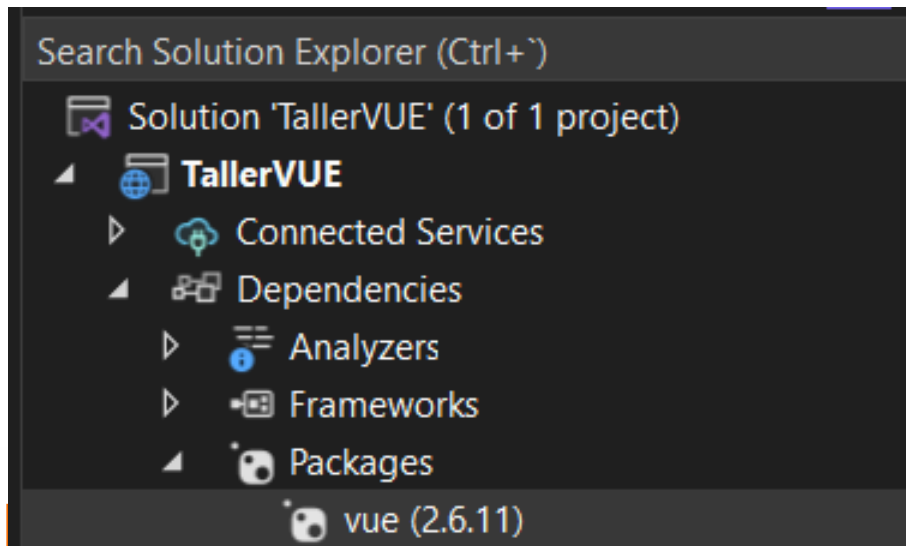 Search Solution Explorer (Ctrl+`)
Solution 'TallerVUE' (1 of 1 project)
TallerVUE
Connected Services
Dependencies
Analyzers
Frameworks
Packages
vue (2.6.11)